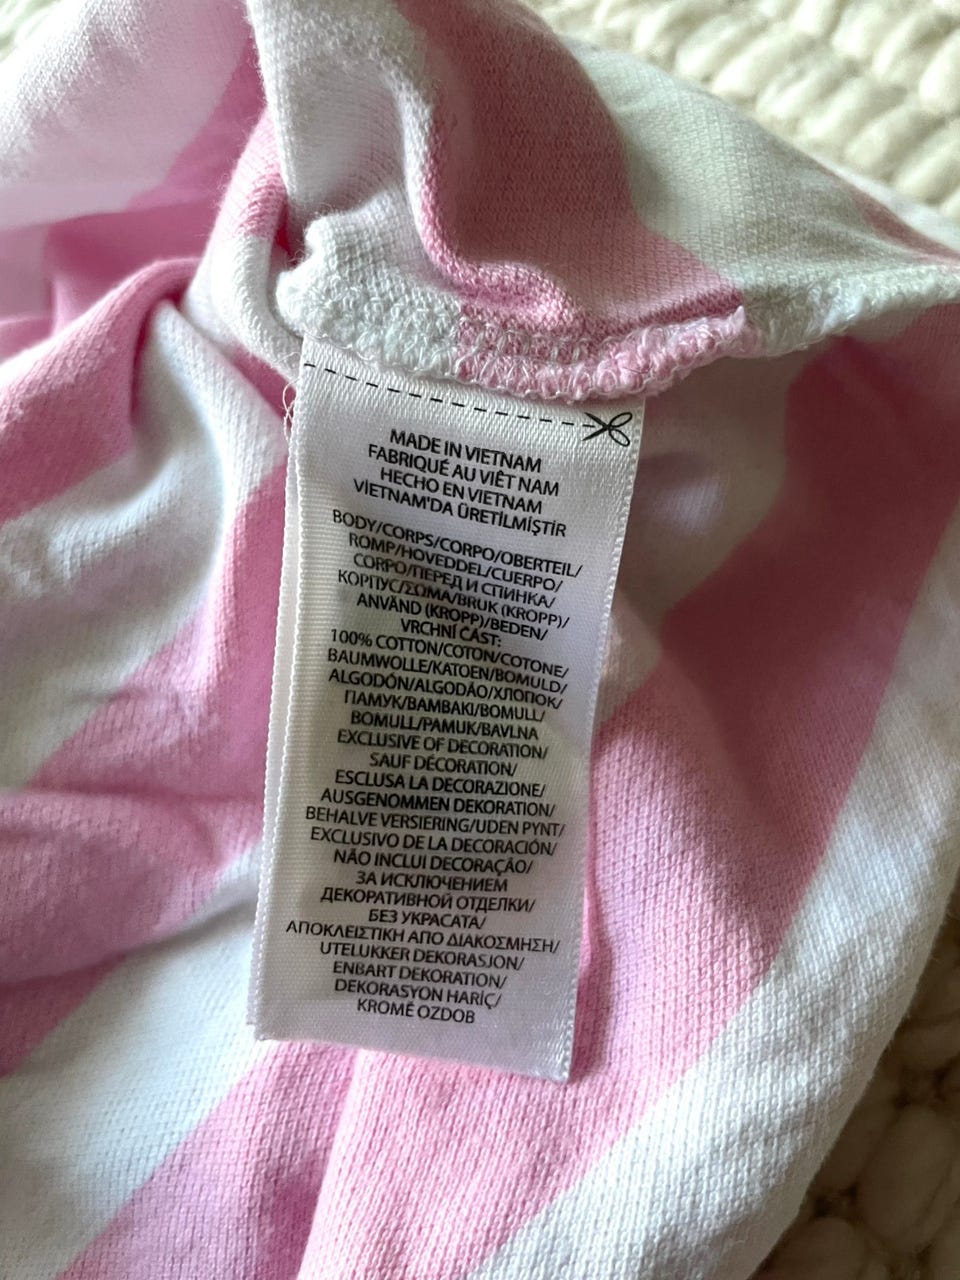 MADE IN VIETNAM
FABRIQUÉ AU VIÊT NAM
HECHO EN VIETNAM
VİETNAM'DA ÜRETİLMİŞTİR
BODY/CORPS/CORPO/OBERTEIL/
ROMP/HOVEDDEL/CUERPO/
CORPO/ПЕРЕД И СПИНКА/
КОРПУС/ΣΩΜΑ/BRUK (KROPP)/
ANVÄND (KROPP)/BEDEN/
VRCHNÍ ČÁST:
100% COTTON/COTON/COTONE/
BAUMWOLLE/KATOEN/BOMULD/
ALGODÓN/ALGODÃO/ХЛОПОК/
ПАМУК/ΒΑΜΒΑΚΙ/BOMULL/
BOMULL/PAMUK/BAVLNA
EXCLUSIVE OF DECORATION/
SAUF DÉCORATION/
ESCLUSA LA DECORAZIONE/
AUSGENOMMEN DEKORATION/
BEHALVE VERSIERING/UDEN PYNT/
EXCLUSIVO DE LA DECORACIÓN/
NÃO INCLUI DECORAÇÃO/
ЗА ИСКЛЮЧЕНИЕМ
ДЕКОРАТИВНОЙ ОТДЕЛКИ/
БЕЗ УКРАСАТА/
ΑΠΟΚΛΕΙΣΤΙΚΗ ΑΠΟ ΔΙΑΚΟΣΜΗΣΗ/
UTELUKKER DEKORASJON/
ENBART DEKORATION/
DEKORASYON HARİÇ/
KROMĚ OZDOB